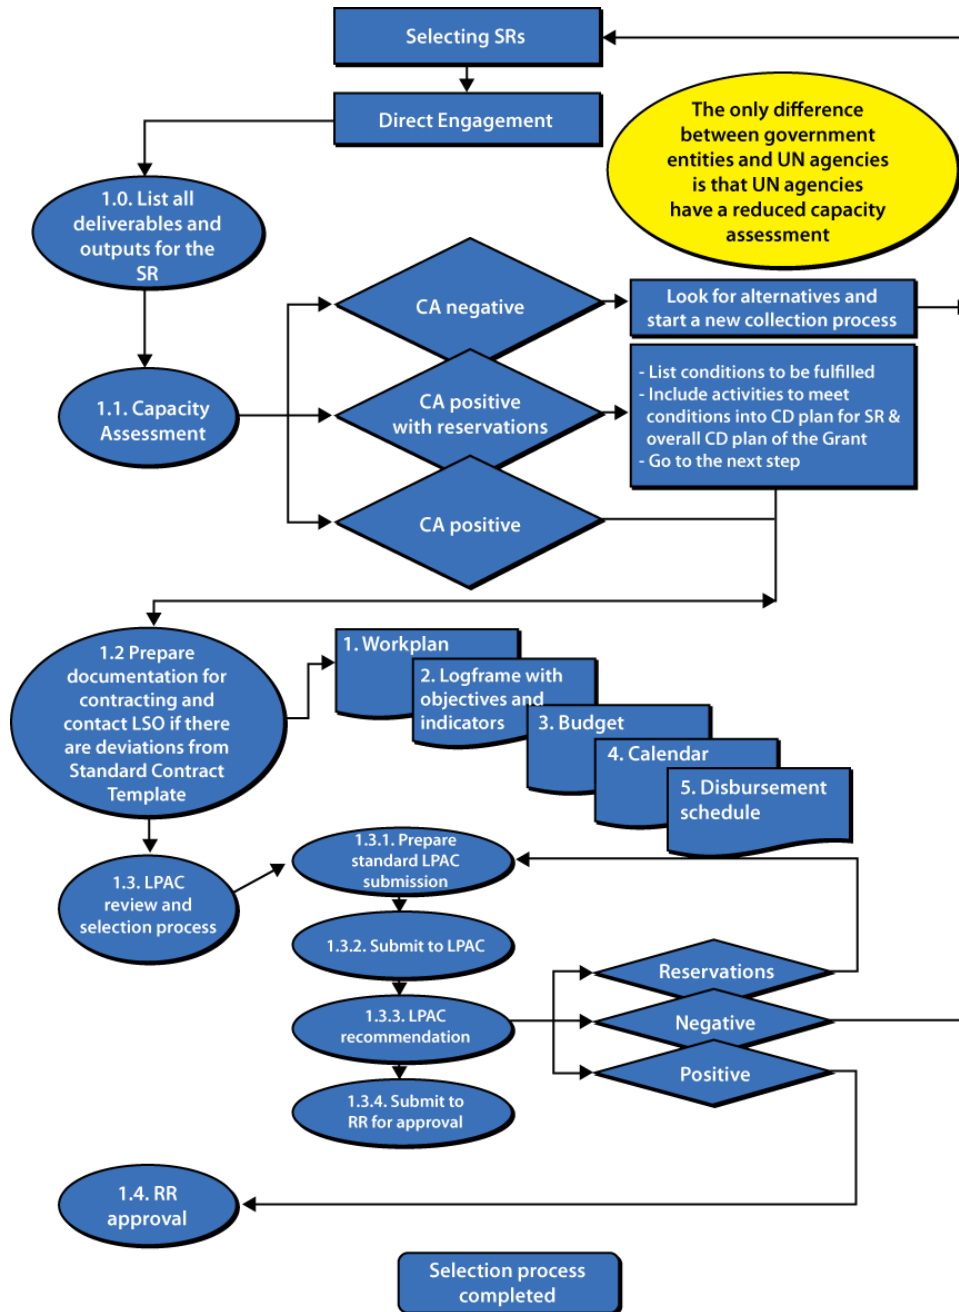 Selecting SRs
Direct Engagement
The only difference
between government
entities and UN agencies
is that UN agencies
have a reduced capacity
assessment
1.0. List all
deliverables and
outputs for the
SR
CA negative
Look for alternatives and
start a new collection process
1.1. Capacity
Assessment
CA positive
with reservations
- List conditions to be fulfilled
- Include activities to meet
conditions into CD plan for SR &
overall CD plan of the Grant
- Go to the next step
CA positive
1.2 Prepare
documentation for
contracting and
contact LSO if there
are deviations from
Standard Contract
Template
1. Workplan
2. Logframe with
objectives and
indicators
3. Budget
4. Calendar
5. Disbursement
schedule
1.3. LPAC
review and
selection process
1.3.1. Prepare
standard LPAC
submission
1.3.2. Submit to LPAC
1.3.3. LPAC
recommendation
Reservations
Negative
Positive
1.3.4. Submit to
RR for approval
1.4. RR
approval
Selection process
completed